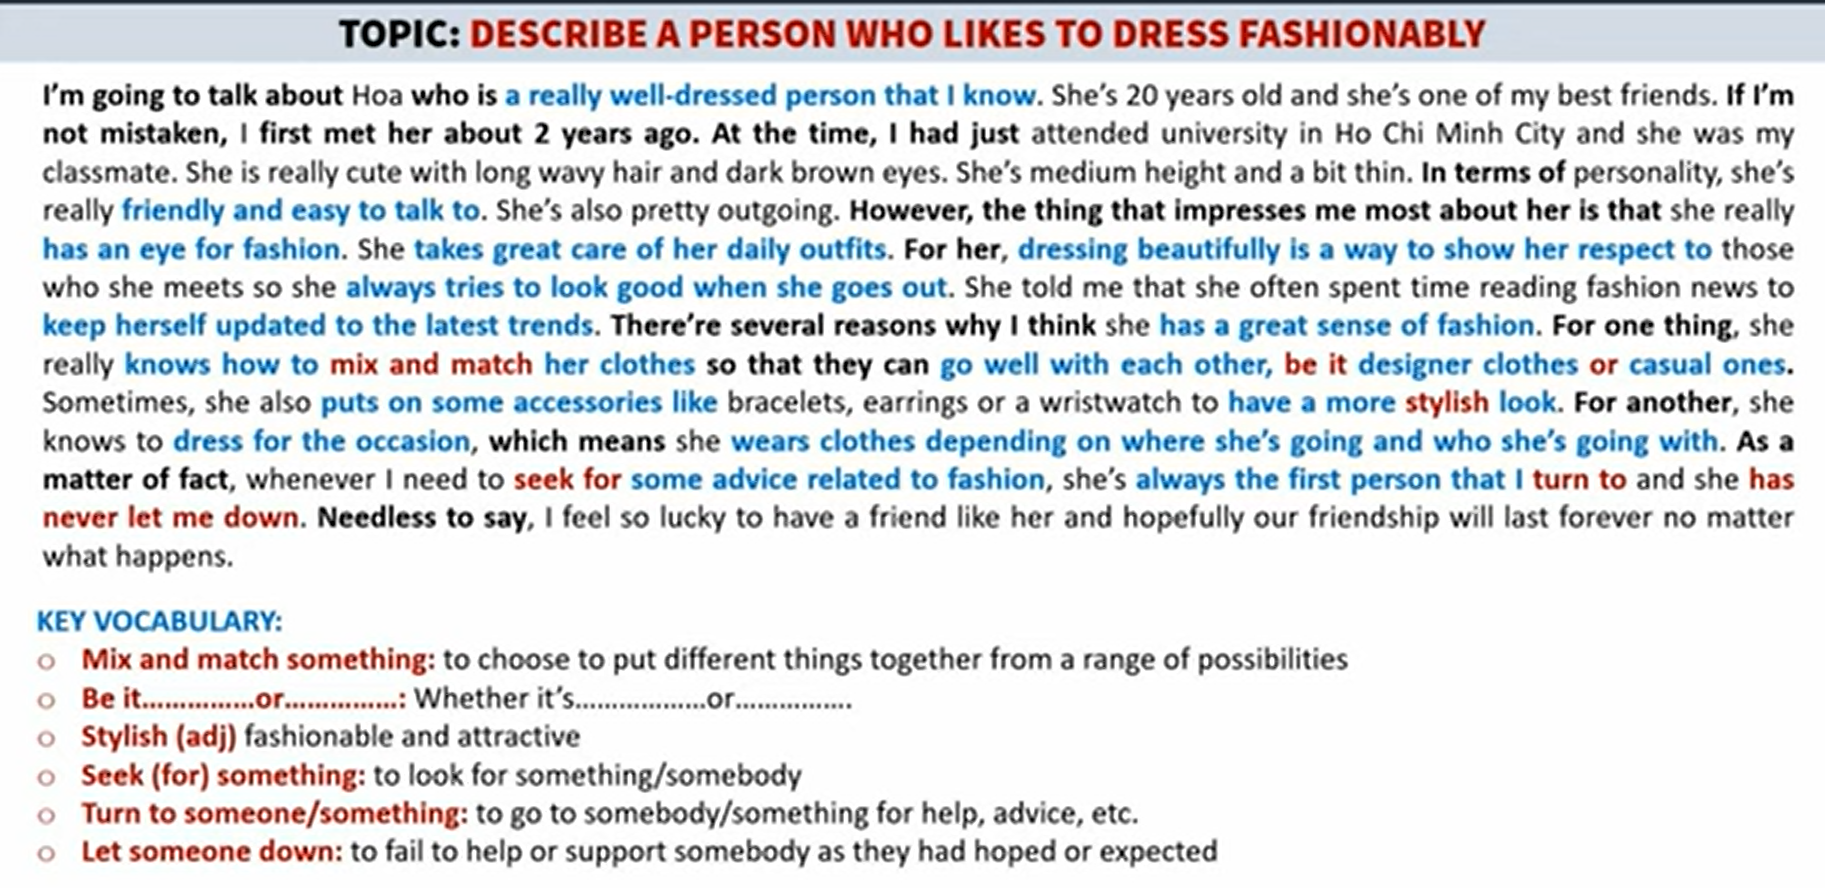 TOPIC: DESCRIBE A PERSON WHO LIKES TO DRESS FASHIONABLY
I'm going to talk about Hoa who is a really well-dressed person that I know. She's 20 years old and she's one of my best friends. If I'm
not mistaken, I first met her about 2 years ago. At the time, I had just attended university in Ho Chi Minh City and she was my
classmate. She is really cute with long wavy hair and dark brown eyes. She's medium height and a bit thin. In terms of personality, she's
really friendly and easy to talk to. She's also pretty outgoing. However, the thing that impresses me most about her is that she really
has an eye for fashion. She takes great care of her daily outfits. For her, dressing beautifully is a way to show her respect to those
who she meets so she always tries to look good when she goes out. She told me that she often spent time reading fashion news to
keep herself updated to the latest trends. There're several reasons why I think she has a great sense of fashion. For one thing, she
really knows how to mix and match her clothes so that they can go well with each other, be it designer clothes or casual ones.
Sometimes, she also puts on some accessories like bracelets, earrings or a wristwatch to have a more stylish look. For another, she
knows to dress for the occasion, which means she wears clothes depending on where she's going and who she's going with. As a
matter of fact, whenever I need to seek for some advice related to fashion, she's always the first person that I turn to and she has
never let me down. Needless to say, I feel so lucky to have a friend like her and hopefully our friendship will last forever no matter
what happens.
KEY VOCABULARY:
o Mix and match something: to choose to put different things together from a range of possibilities
o Be it...............or...............: Whether it's.................or...............
o Stylish (adj) fashionable and attractive
o Seek (for) something: to look for something/somebody
o Turn to someone/something: to go to somebody/something for help, advice, etc.
o Let someone down: to fail to help or support somebody as they had hoped or expected